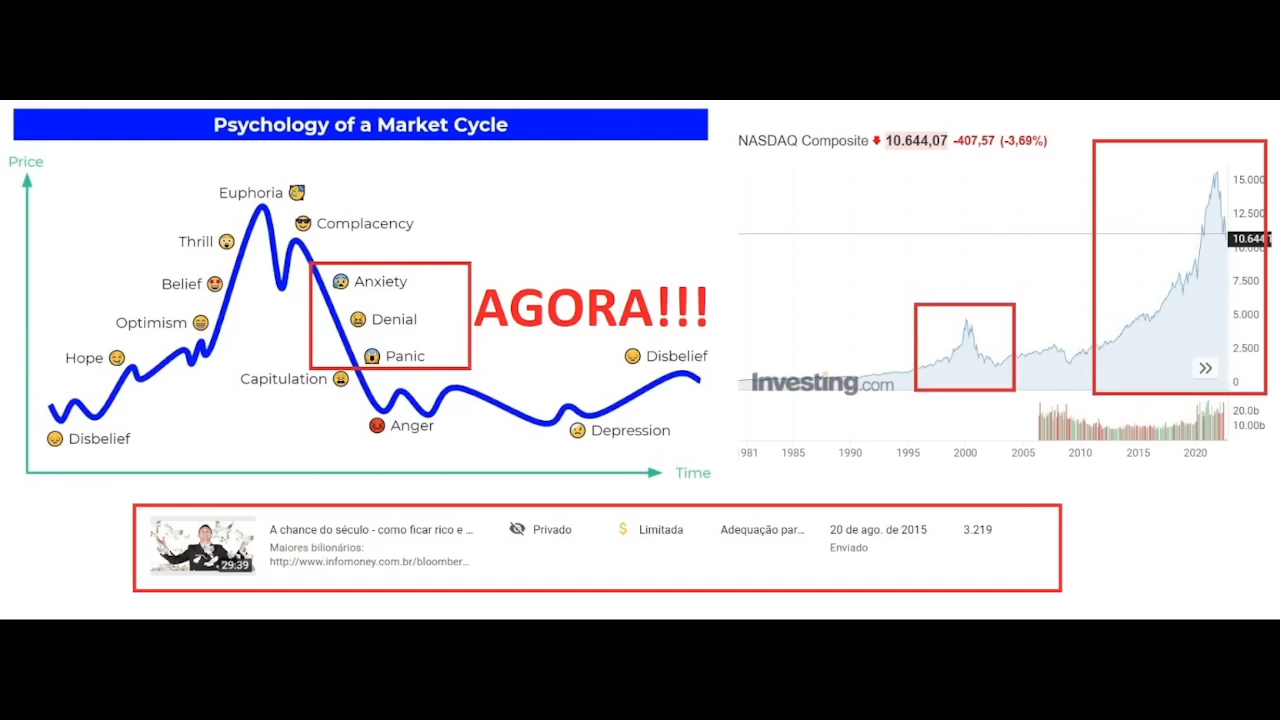 Psychology of a Market Cycle
Price
Euphoria
Complacency
Thrill
Belief
Anxiety
Optimism
Denial
AGORA!!!
Hope
Panic
Disbelief
Capitulation
Anger
Depression
Disbelief
Time
NASDAQ Composite 10.644,07 -407,57 (-3,69%)
15.000
12.500
10.644
10.000
7.500
5.000
2.500
0
Investing.com
20.0b
10.00b
1981 1985 1990 1995 2000 2005 2010 2015 2020
A chance do século - como ficar rico e ... Privado $ Limitada Adequação par... 20 de ago. de 2015 3.219
Maiores bilionários: Enviado
http://www.infomoney.com.br/bloomber...
29:39